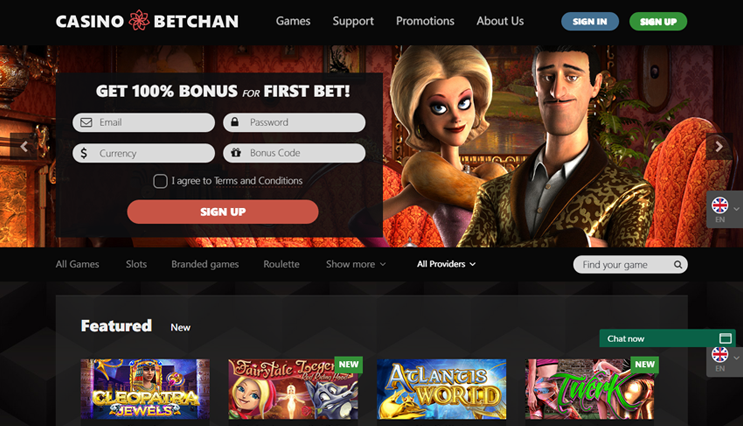 CASINO BETCHAN
Games Support Promotions About Us SIGN IN SIGN UP
GET 100% BONUS FOR FIRST BET!
Email Password
$ Currency Bonus Code
I agree to Terms and Conditions
SIGN UP
EN
All Games Slots Branded games Roulette Show more All Providers Find your game
Featured New
Chat now
EN
NEW NEW
CLEOPATRA
JEWELS
Fairytale Legends
Red Riding Hood
ATLANTIS
WORLD
Twerk